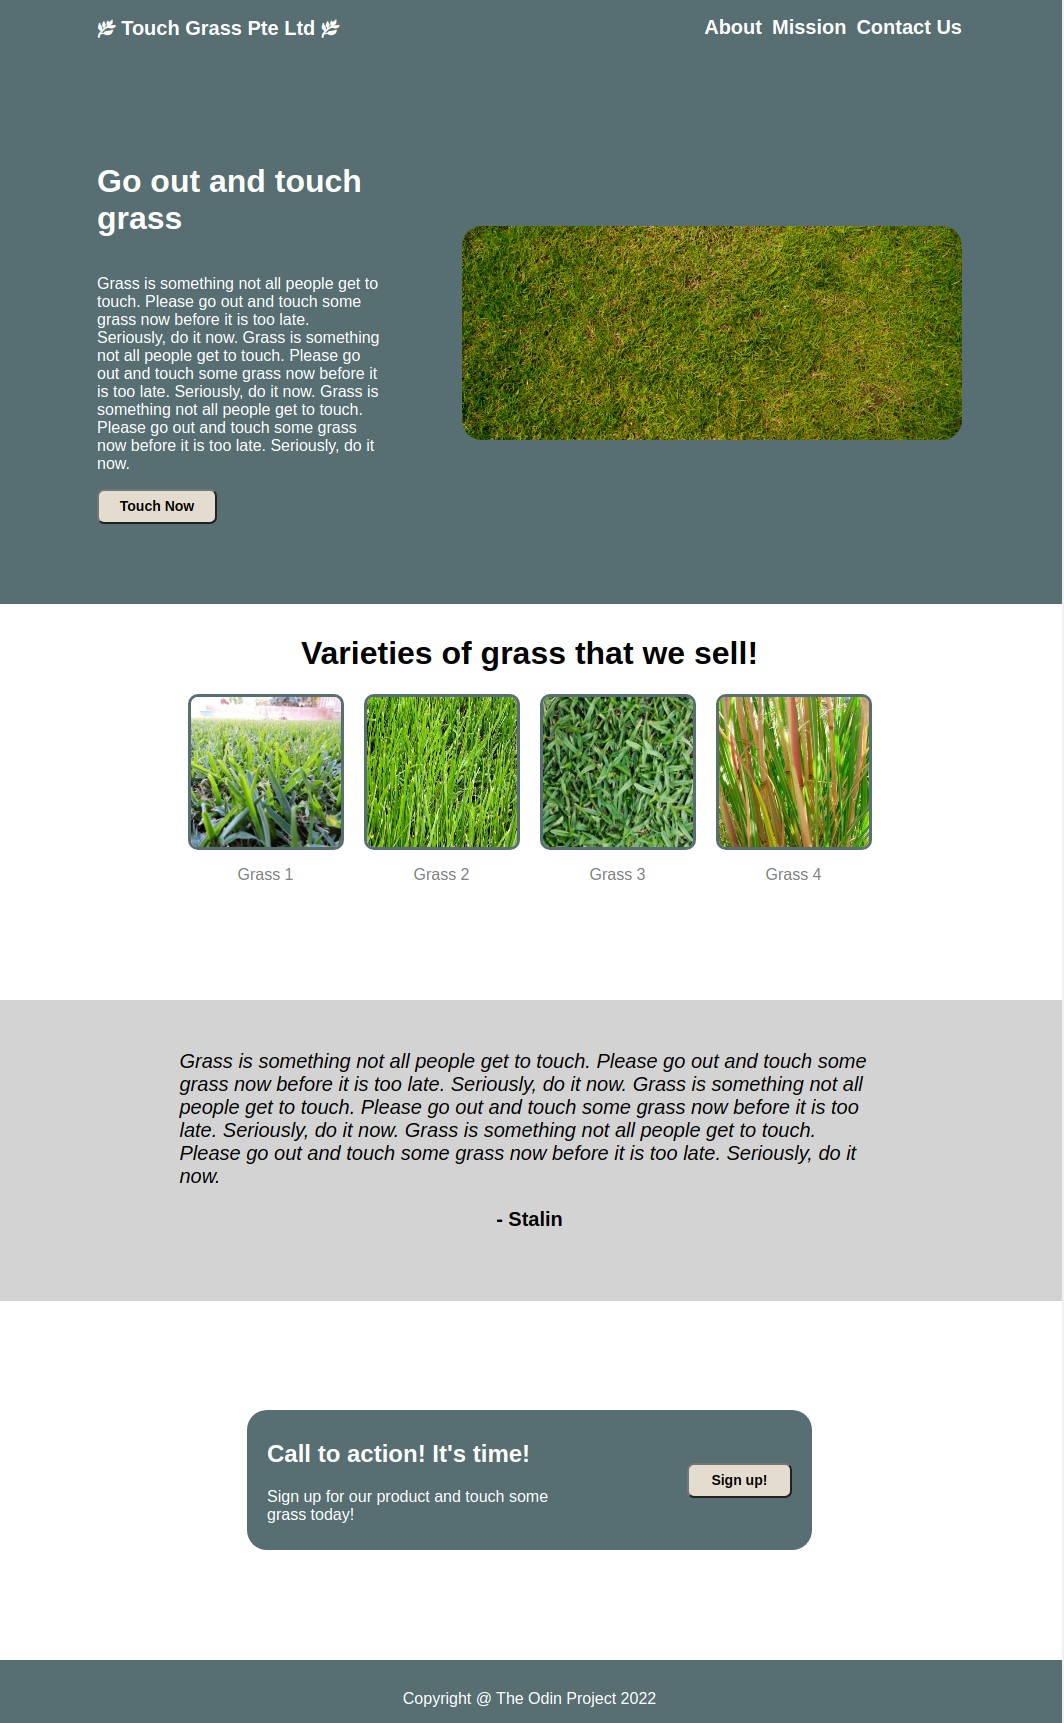 Touch Grass Pte Ltd
About Mission Contact Us
Go out and touch
grass
Grass is something not all people get to
touch. Please go out and touch some
grass now before it is too late.
Seriously, do it now. Grass is something
not all people get to touch. Please go
out and touch some grass now before it
is too late. Seriously, do it now. Grass is
something not all people get to touch.
Please go out and touch some grass
now before it is too late. Seriously, do it
now.
Touch Now
Varieties of grass that we sell!
Grass 1
Grass 2
Grass 3
Grass 4
Grass is something not all people get to touch. Please go out and touch some
grass now before it is too late. Seriously, do it now. Grass is something not all
people get to touch. Please go out and touch some grass now before it is too
late. Seriously, do it now. Grass is something not all people get to touch.
Please go out and touch some grass now before it is too late. Seriously, do it
now.
- Stalin
Call to action! It's time!
Sign up for our product and touch some
grass today!
Sign up!
Copyright @ The Odin Project 2022